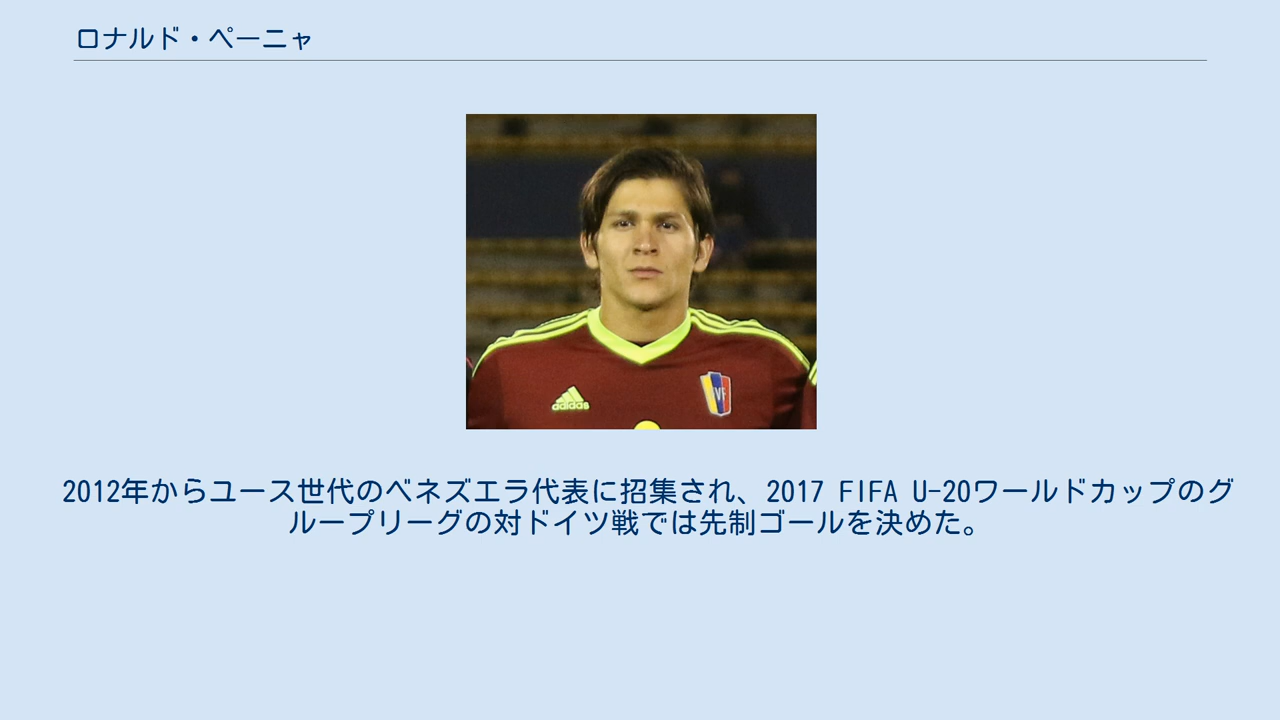 ロナルド・ペーニャ
adidas
FVF
2012年からユース世代のベネズエラ代表に招集され、2017 FIFA U-20ワールドカップのグ
ループリーグの対ドイツ戦では先制ゴールを決めた。